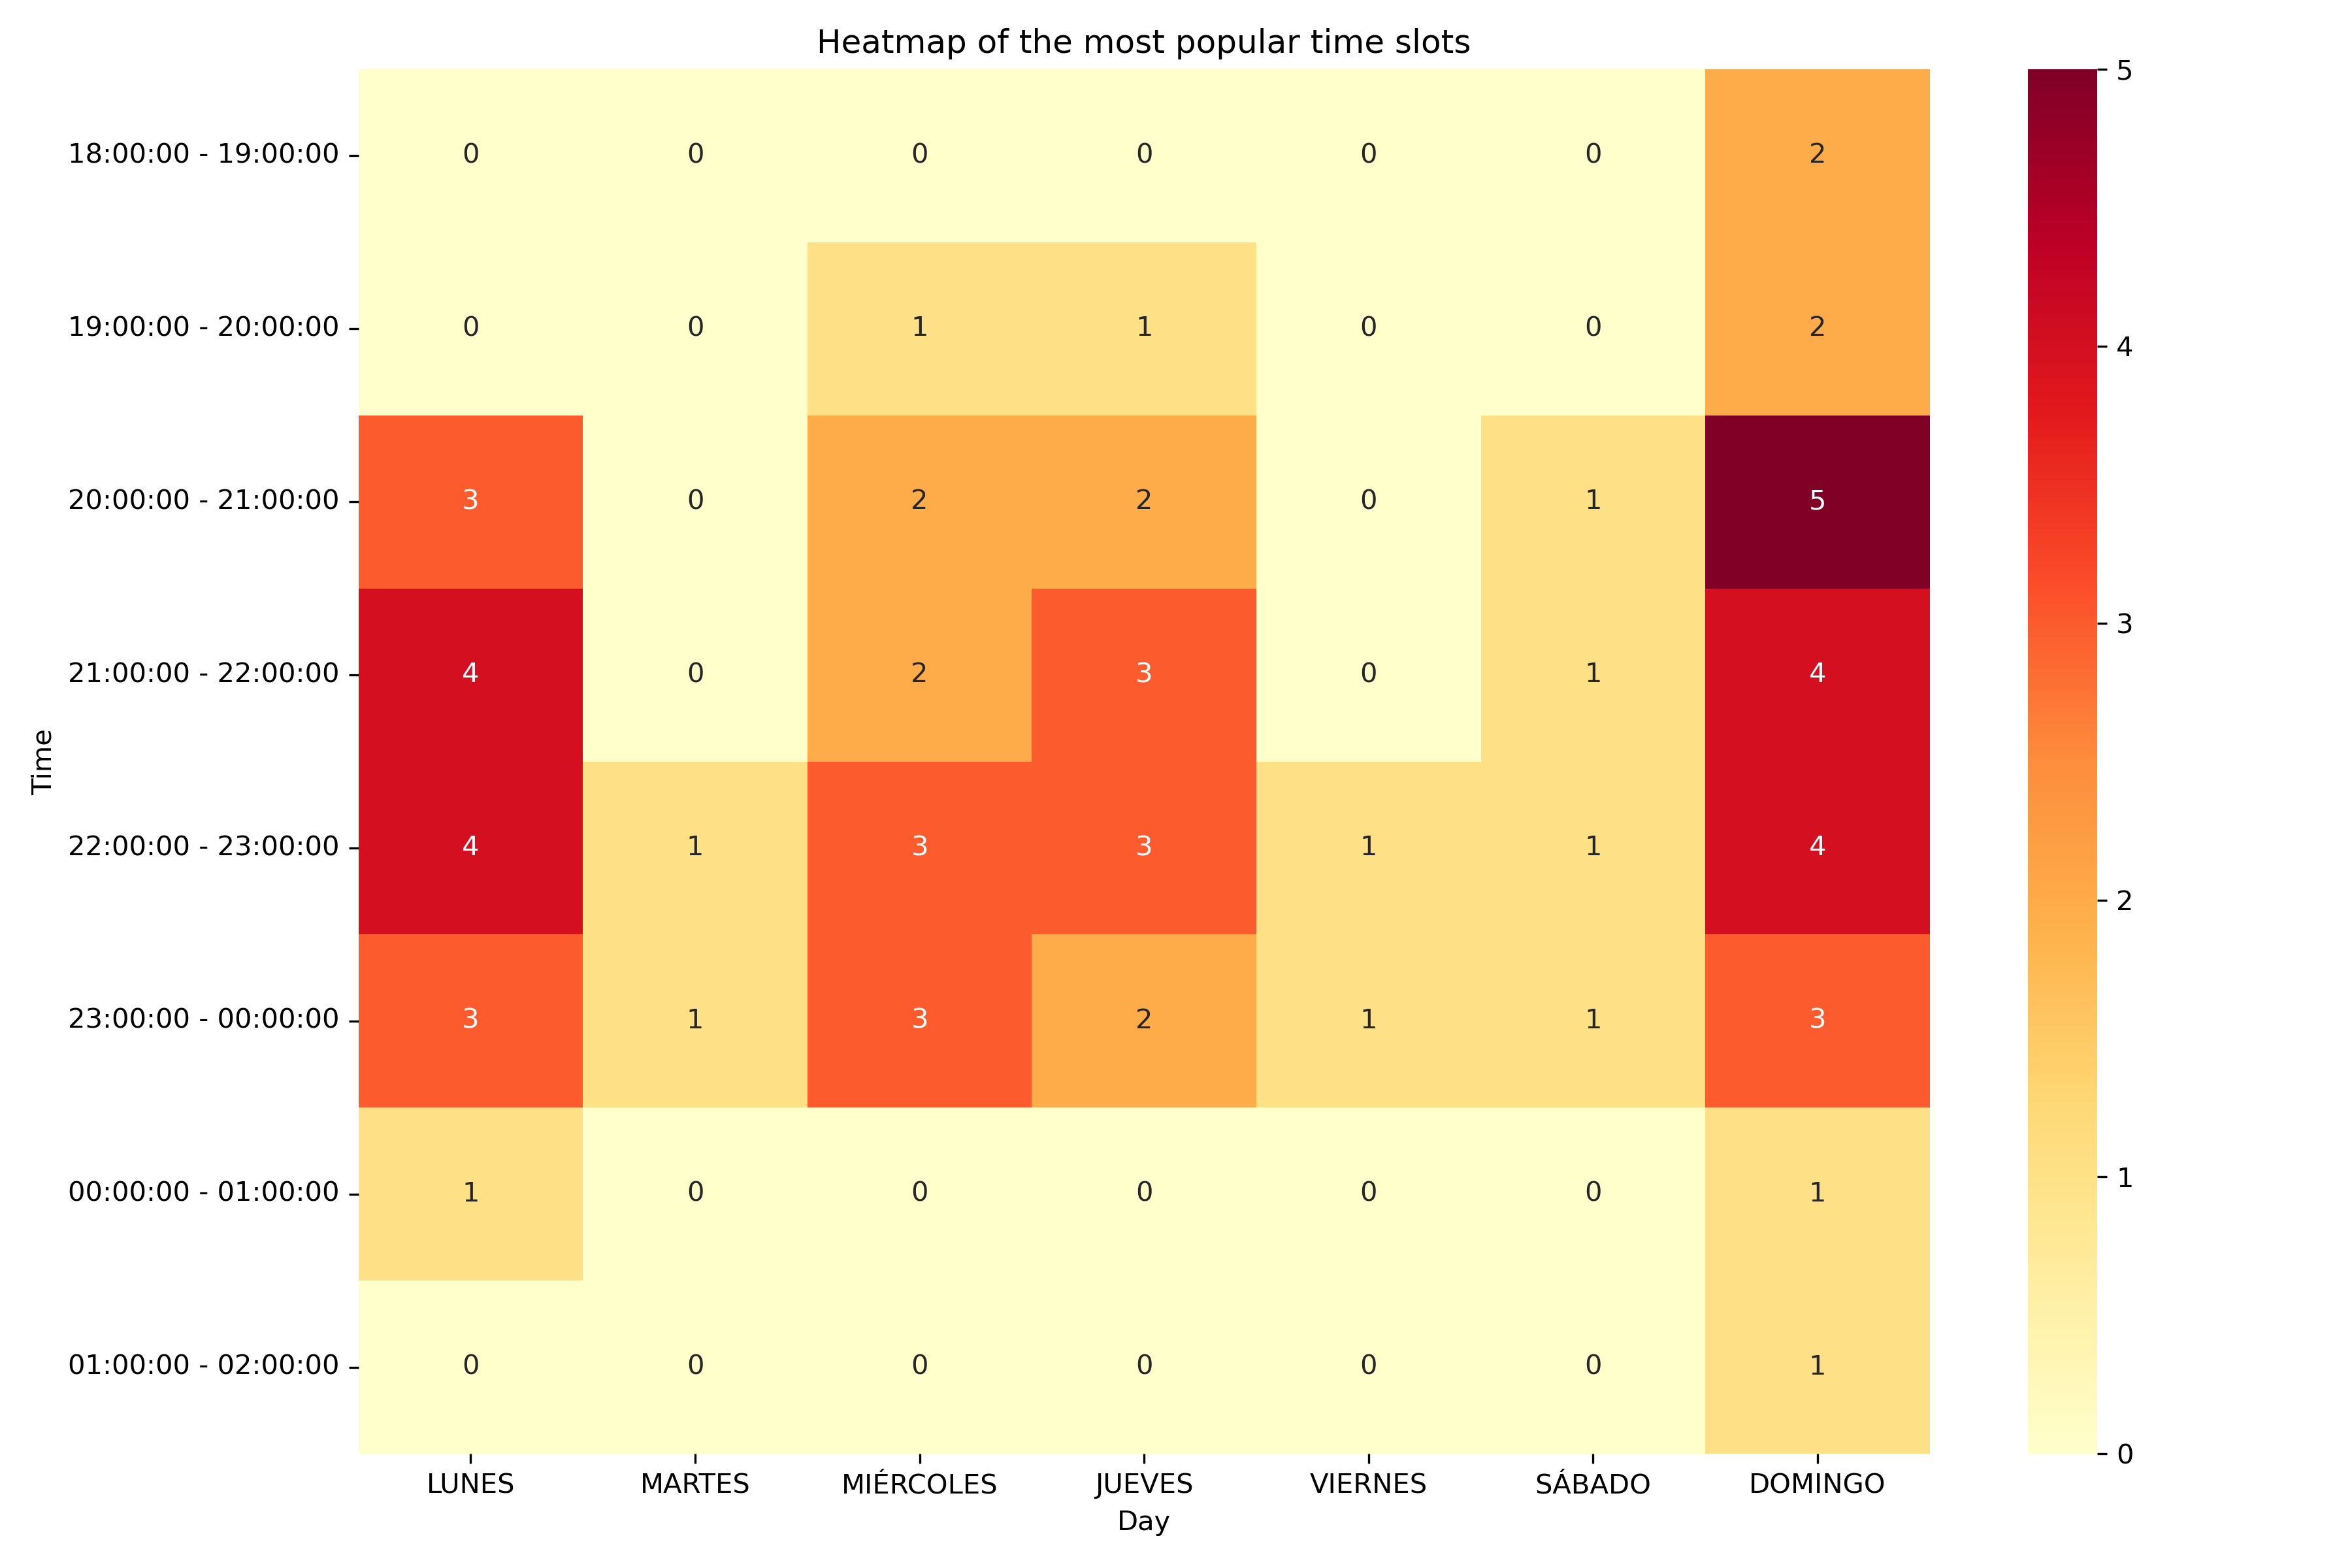 Heatmap of the most popular time slots
18:00:00 - 19:00:00 0 0 0 0 0 0 2
19:00:00 - 20:00:00 0 0 1 1 0 0 2
20:00:00 - 21:00:00 3 0 2 2 0 1 5
21:00:00 - 22:00:00 4 0 2 3 0 1 4
22:00:00 - 23:00:00 4 1 3 3 1 1 4
23:00:00 - 00:00:00 3 1 3 2 1 1 3
00:00:00 - 01:00:00 1 0 0 0 0 0 1
01:00:00 - 02:00:00 0 0 0 0 0 0 1
Time
LUNES MARTES MIÉRCOLES JUEVES VIERNES SÁBADO DOMINGO
Day
5
4
3
2
1
0